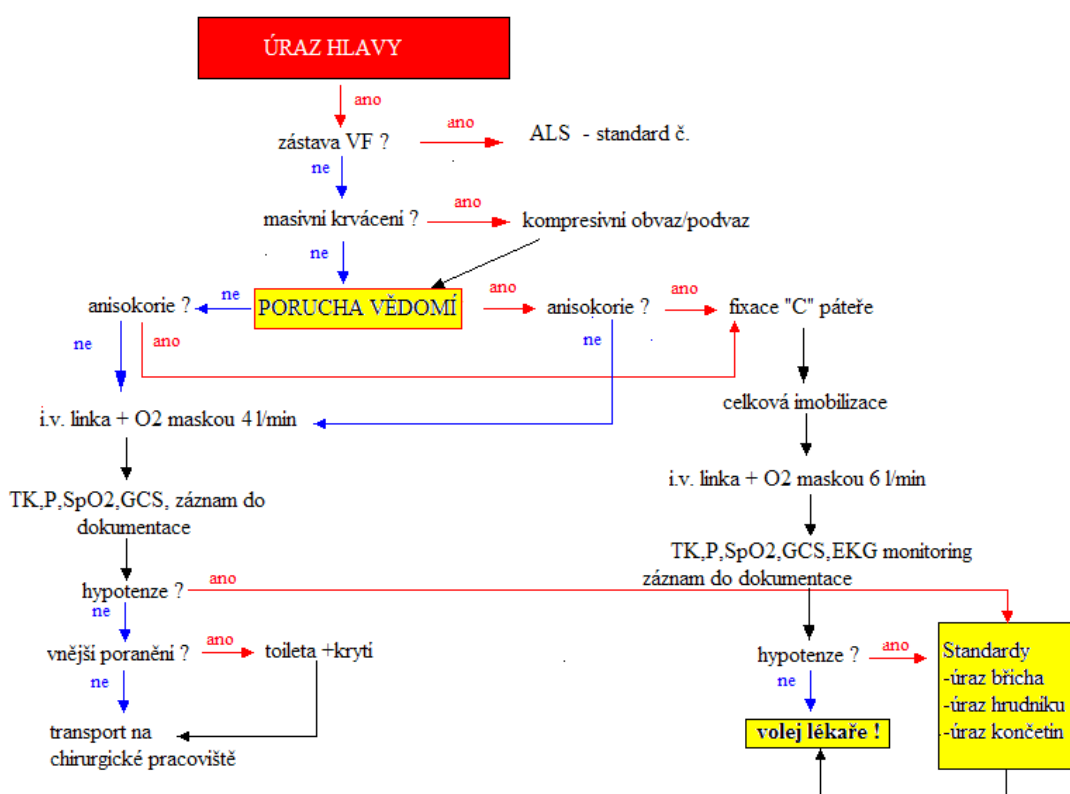 ÚRAZ HLAVY
ano
zástava VF ?
ano
ALS - standard č.
ne
masivní krvácení ?
ano
kompresivní obvaz/podvaz
ne
anisokorie ?
ne
PORUCHA VĚDOMÍ
ano
anisokorie ?
ano
fixace "C" páteře
ne
ano
ne
celková imobilizace
i.v. linka + O2 maskou 4 l/min
i.v. linka + O2 maskou 6 l/min
TK,P,SpO2,GCS, záznam do
dokumentace
TK,P,SpO2,GCS,EKG monitoring
záznam do dokumentace
hypotenze ?
ano
ne
vnější poranění ?
ano
toileta +krytí
hypotenze ?
ano
Standardy
-úraz břicha
-úraz hrudníku
-úraz končetin
ne
ne
transport na
chirurgické pracoviště
volej lékaře !